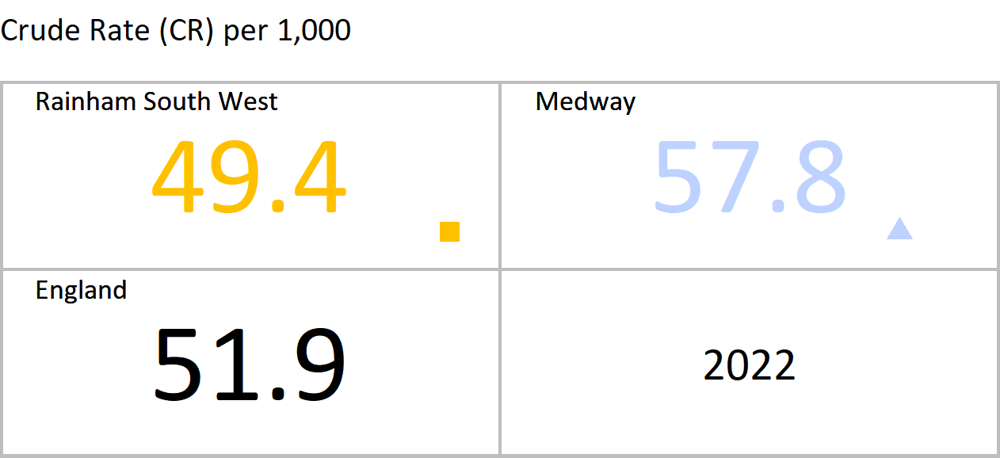 Crude Rate (CR) per 1,000
Rainham South West
49.4
Medway
57.8
England
51.9
2022